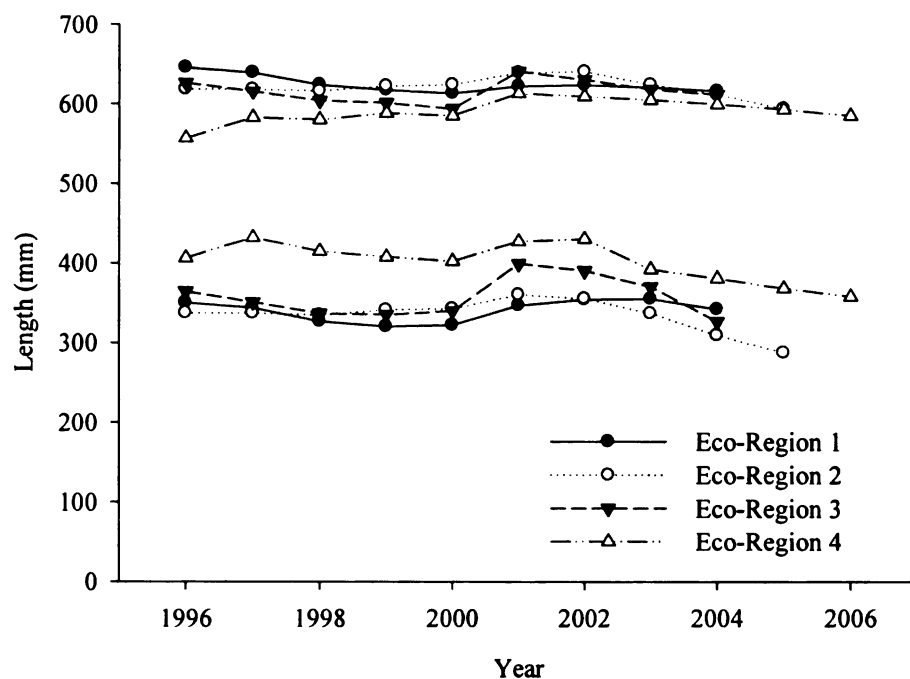 700
600
500
400
300
200
100
0
Length (mm)
Eco-Region 1
Eco-Region 2
Eco-Region 3
Eco-Region 4
1996 1998 2000 2002 2004 2006
Year